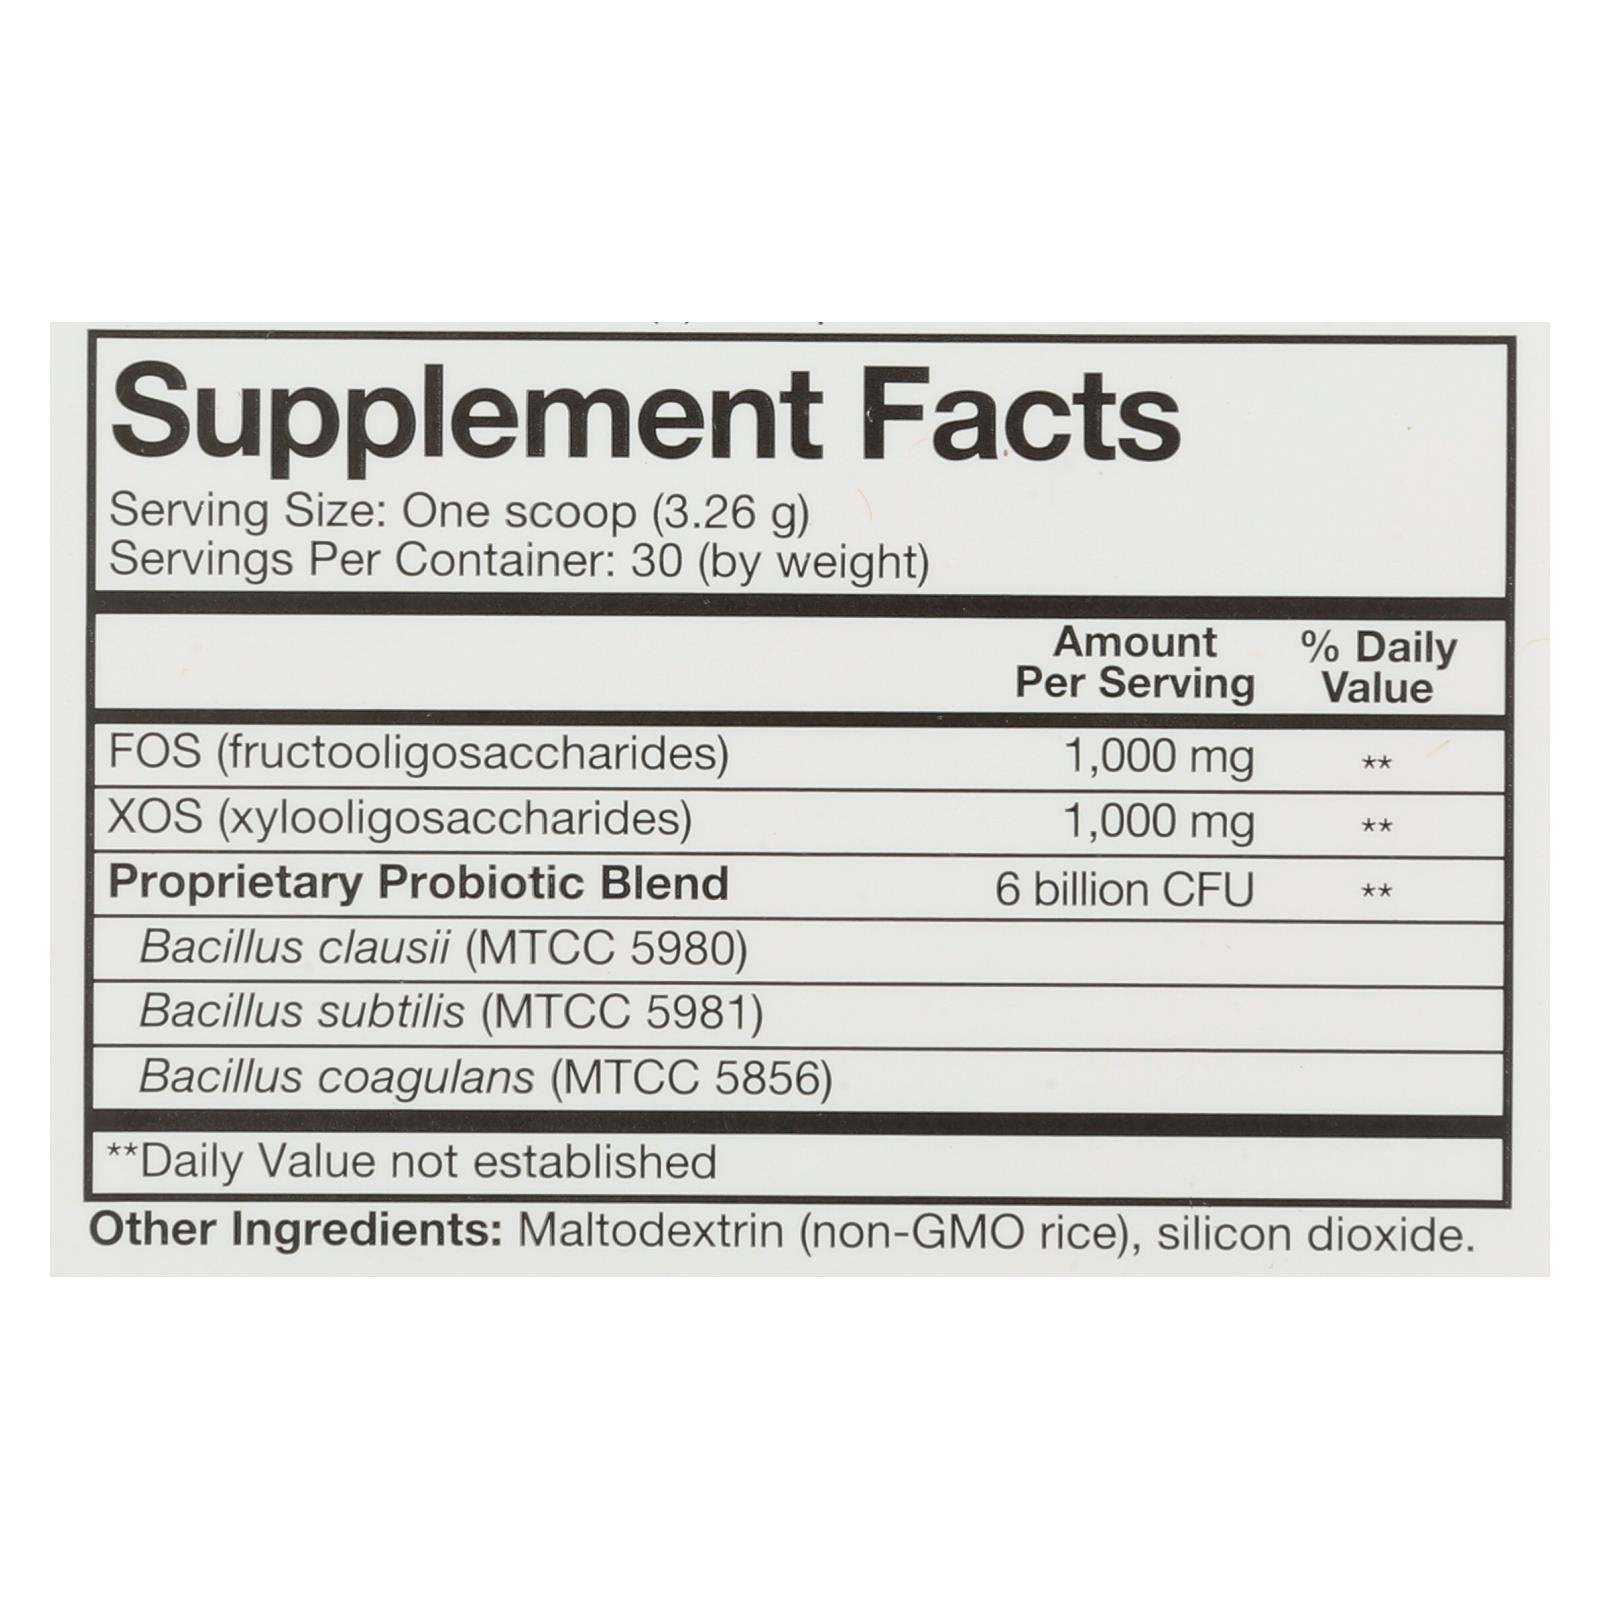 Supplement Facts
Serving Size: One scoop (3.26 g)
Servings Per Container: 30 (by weight)
Amount Per Serving % Daily Value
FOS (fructooligosaccharides) 1,000 mg **
XOS (xylooligosaccharides) 1,000 mg **
Proprietary Probiotic Blend 6 billion CFU **
Bacillus clausii (MTCC 5980)
Bacillus subtilis (MTCC 5981)
Bacillus coagulans (MTCC 5856)
**Daily Value not established
Other Ingredients: Maltodextrin (non-GMO rice), silicon dioxide.